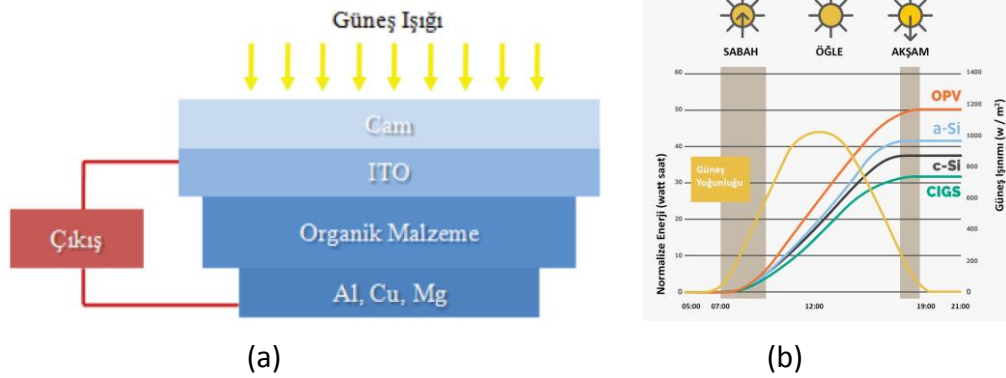 Güneş Işığı
Cam
ITO
Organik Malzeme
Al, Cu, Mg
Çıkış
(a)
SABAH ÖĞLE AKŞAM
Normalize Enerji (watt saat)
60
50
40
30
20
10
0
Güneş
Yoğunluğu
OPV
a-Si
c-Si
CIGS
1400
1200
1000
800
600
400
200
0
Güneş Işınımı (w / m²)
05:00 07:00 12:00 19:00 21:00
(b)